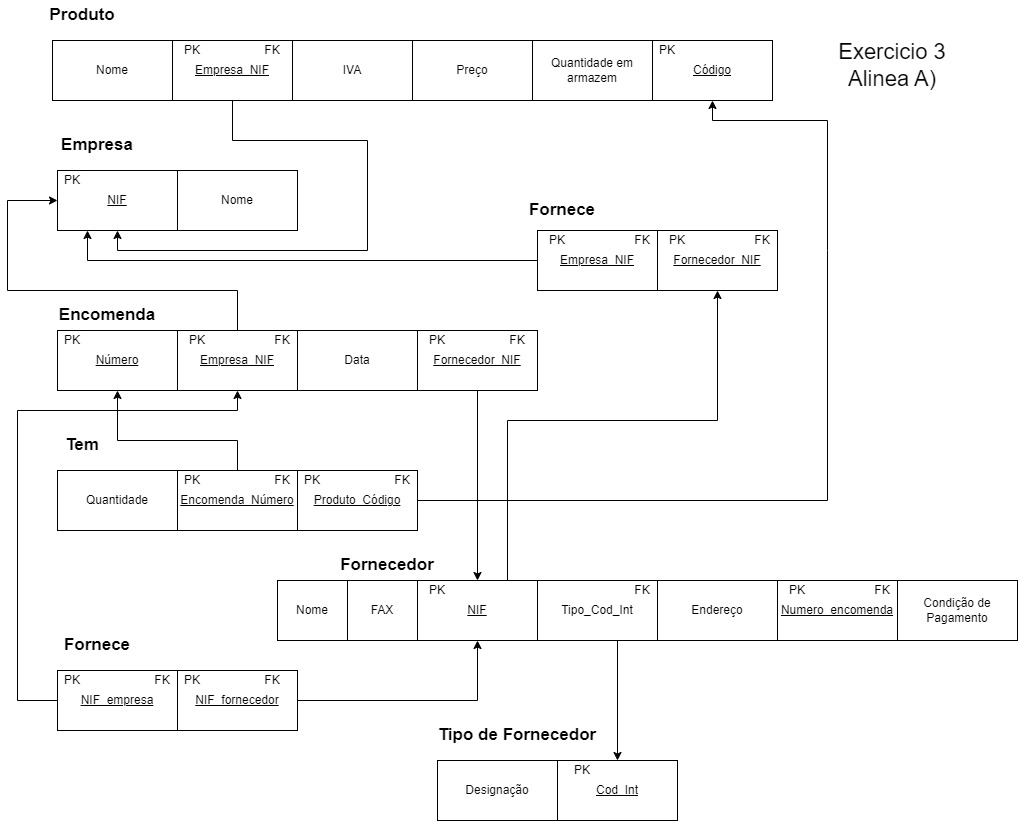 Produto
Exercicio 3
Alinea A)
PK FK PK
Nome Empresa_NIF IVA Preço Quantidade em armazem Código
Empresa
PK
NIF Nome
Fornece
PK FK PK FK
Empresa_NIF Fornecedor_NIF
Encomenda
PK PK FK PK FK
Número Empresa_NIF Data Fornecedor_NIF
Tem
PK FK PK FK
Quantidade Encomenda_Número Produto_Código
Fornecedor
PK FK PK FK
Nome FAX NIF Tipo_Cod_Int Endereço Numero_encomenda Condição de Pagamento
Fornece
PK FK PK FK
NIF_empresa NIF_fornecedor
Tipo de Fornecedor
PK
Designação Cod_Int